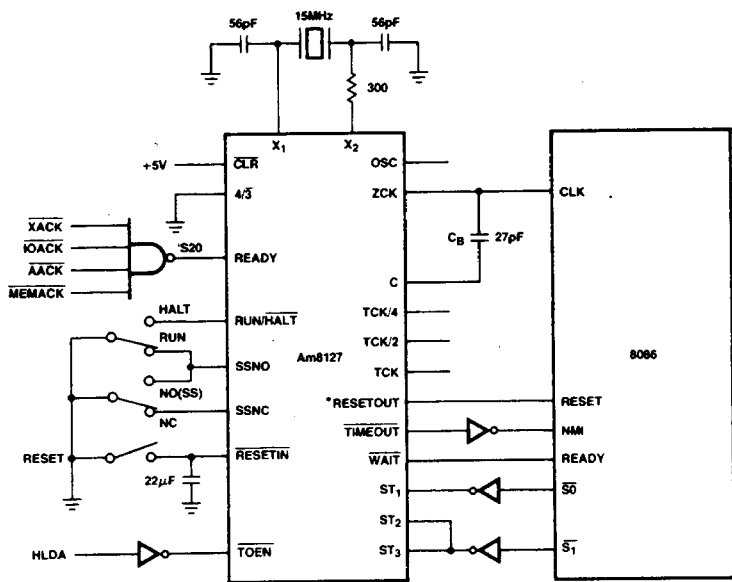 56pF
15MHz
56pF
300
X1
X2
+5V
CLR
OSC
4/3
ZCK
CLK
XACK
IOACK
AACK
MEMACK
'S20
READY
CB
27pF
C
HALT
RUN/HALT
TCK/4
RUN
TCK/2
Am8127
8086
SSNO
TCK
NO(SS)
*RESETOUT
RESET
SSNC
NC
TIMEOUT
NMI
RESET
RESETIN
WAIT
READY
22μF
ST1
S0
ST2
HLDA
TOEN
ST3
S1